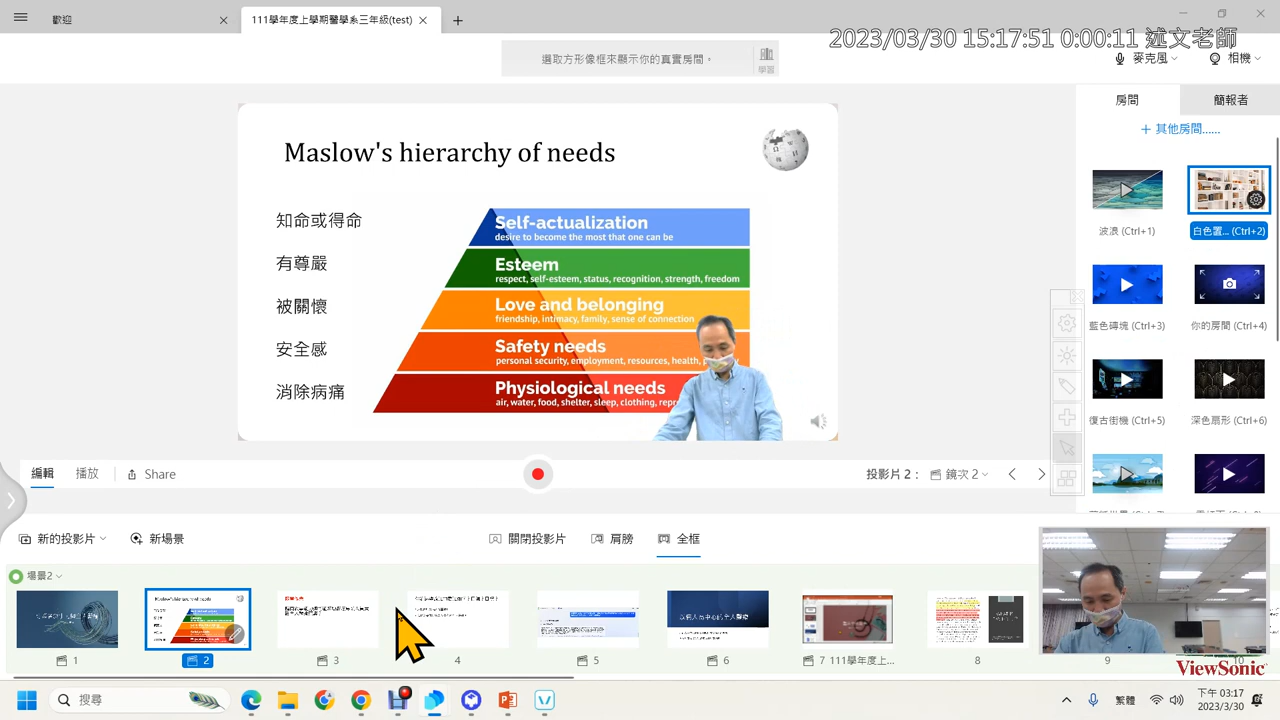 歡迎
111學年度上學期醫學系三年級(test)
2023/03/30 15:17:51 0:00:11 述文老師
選取方形像框來顯示你的真實房間。
學習
麥克風
相機
房間
簡報者
其他房間......
Maslow's hierarchy of needs
知命或得命
有尊嚴
被關懷
安全感
消除病痛
Self-actualization
desire to become the most that one can be
Esteem
respect, self-esteem, status, recognition, strength, freedom
Love and belonging
friendship, intimacy, family, sense of connection
Safety needs
personal security, employment, resources, health,
Physiological needs
air, water, food, shelter, sleep, clothing, repr
波浪 (Ctrl+1)
白色置... (Ctrl+2)
藍色磚塊 (Ctrl+3)
你的房間 (Ctrl+4)
復古街機 (Ctrl+5)
深色扇形 (Ctrl+6)
編輯
播放
Share
投影片 2：
鏡次 2
新的投影片
新場景
關閉投影片
肩膀
全框
場景2
1
2
3
4
5
6
7 111學年度上...
8
9
10
ViewSonic
搜尋
繁體
下午 03:17
2023/3/30